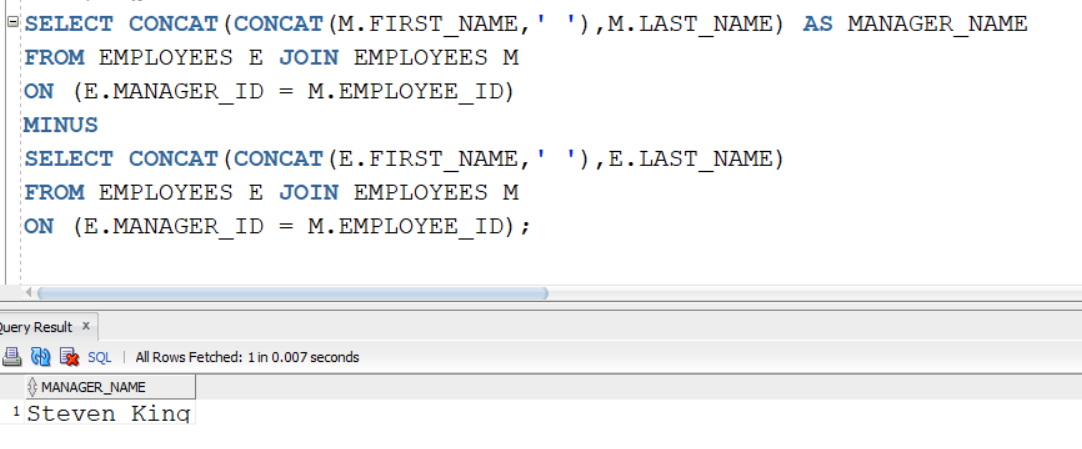 SELECT CONCAT(CONCAT(M.FIRST_NAME,' '),M.LAST_NAME) AS MANAGER_NAME
FROM EMPLOYEES E JOIN EMPLOYEES M
ON (E.MANAGER_ID = M.EMPLOYEE_ID)
MINUS
SELECT CONCAT(CONCAT(E.FIRST_NAME,' '),E.LAST_NAME)
FROM EMPLOYEES E JOIN EMPLOYEES M
ON (E.MANAGER_ID = M.EMPLOYEE_ID);
Query Result x
SQL | All Rows Fetched: 1 in 0.007 seconds
MANAGER_NAME
1 Steven King